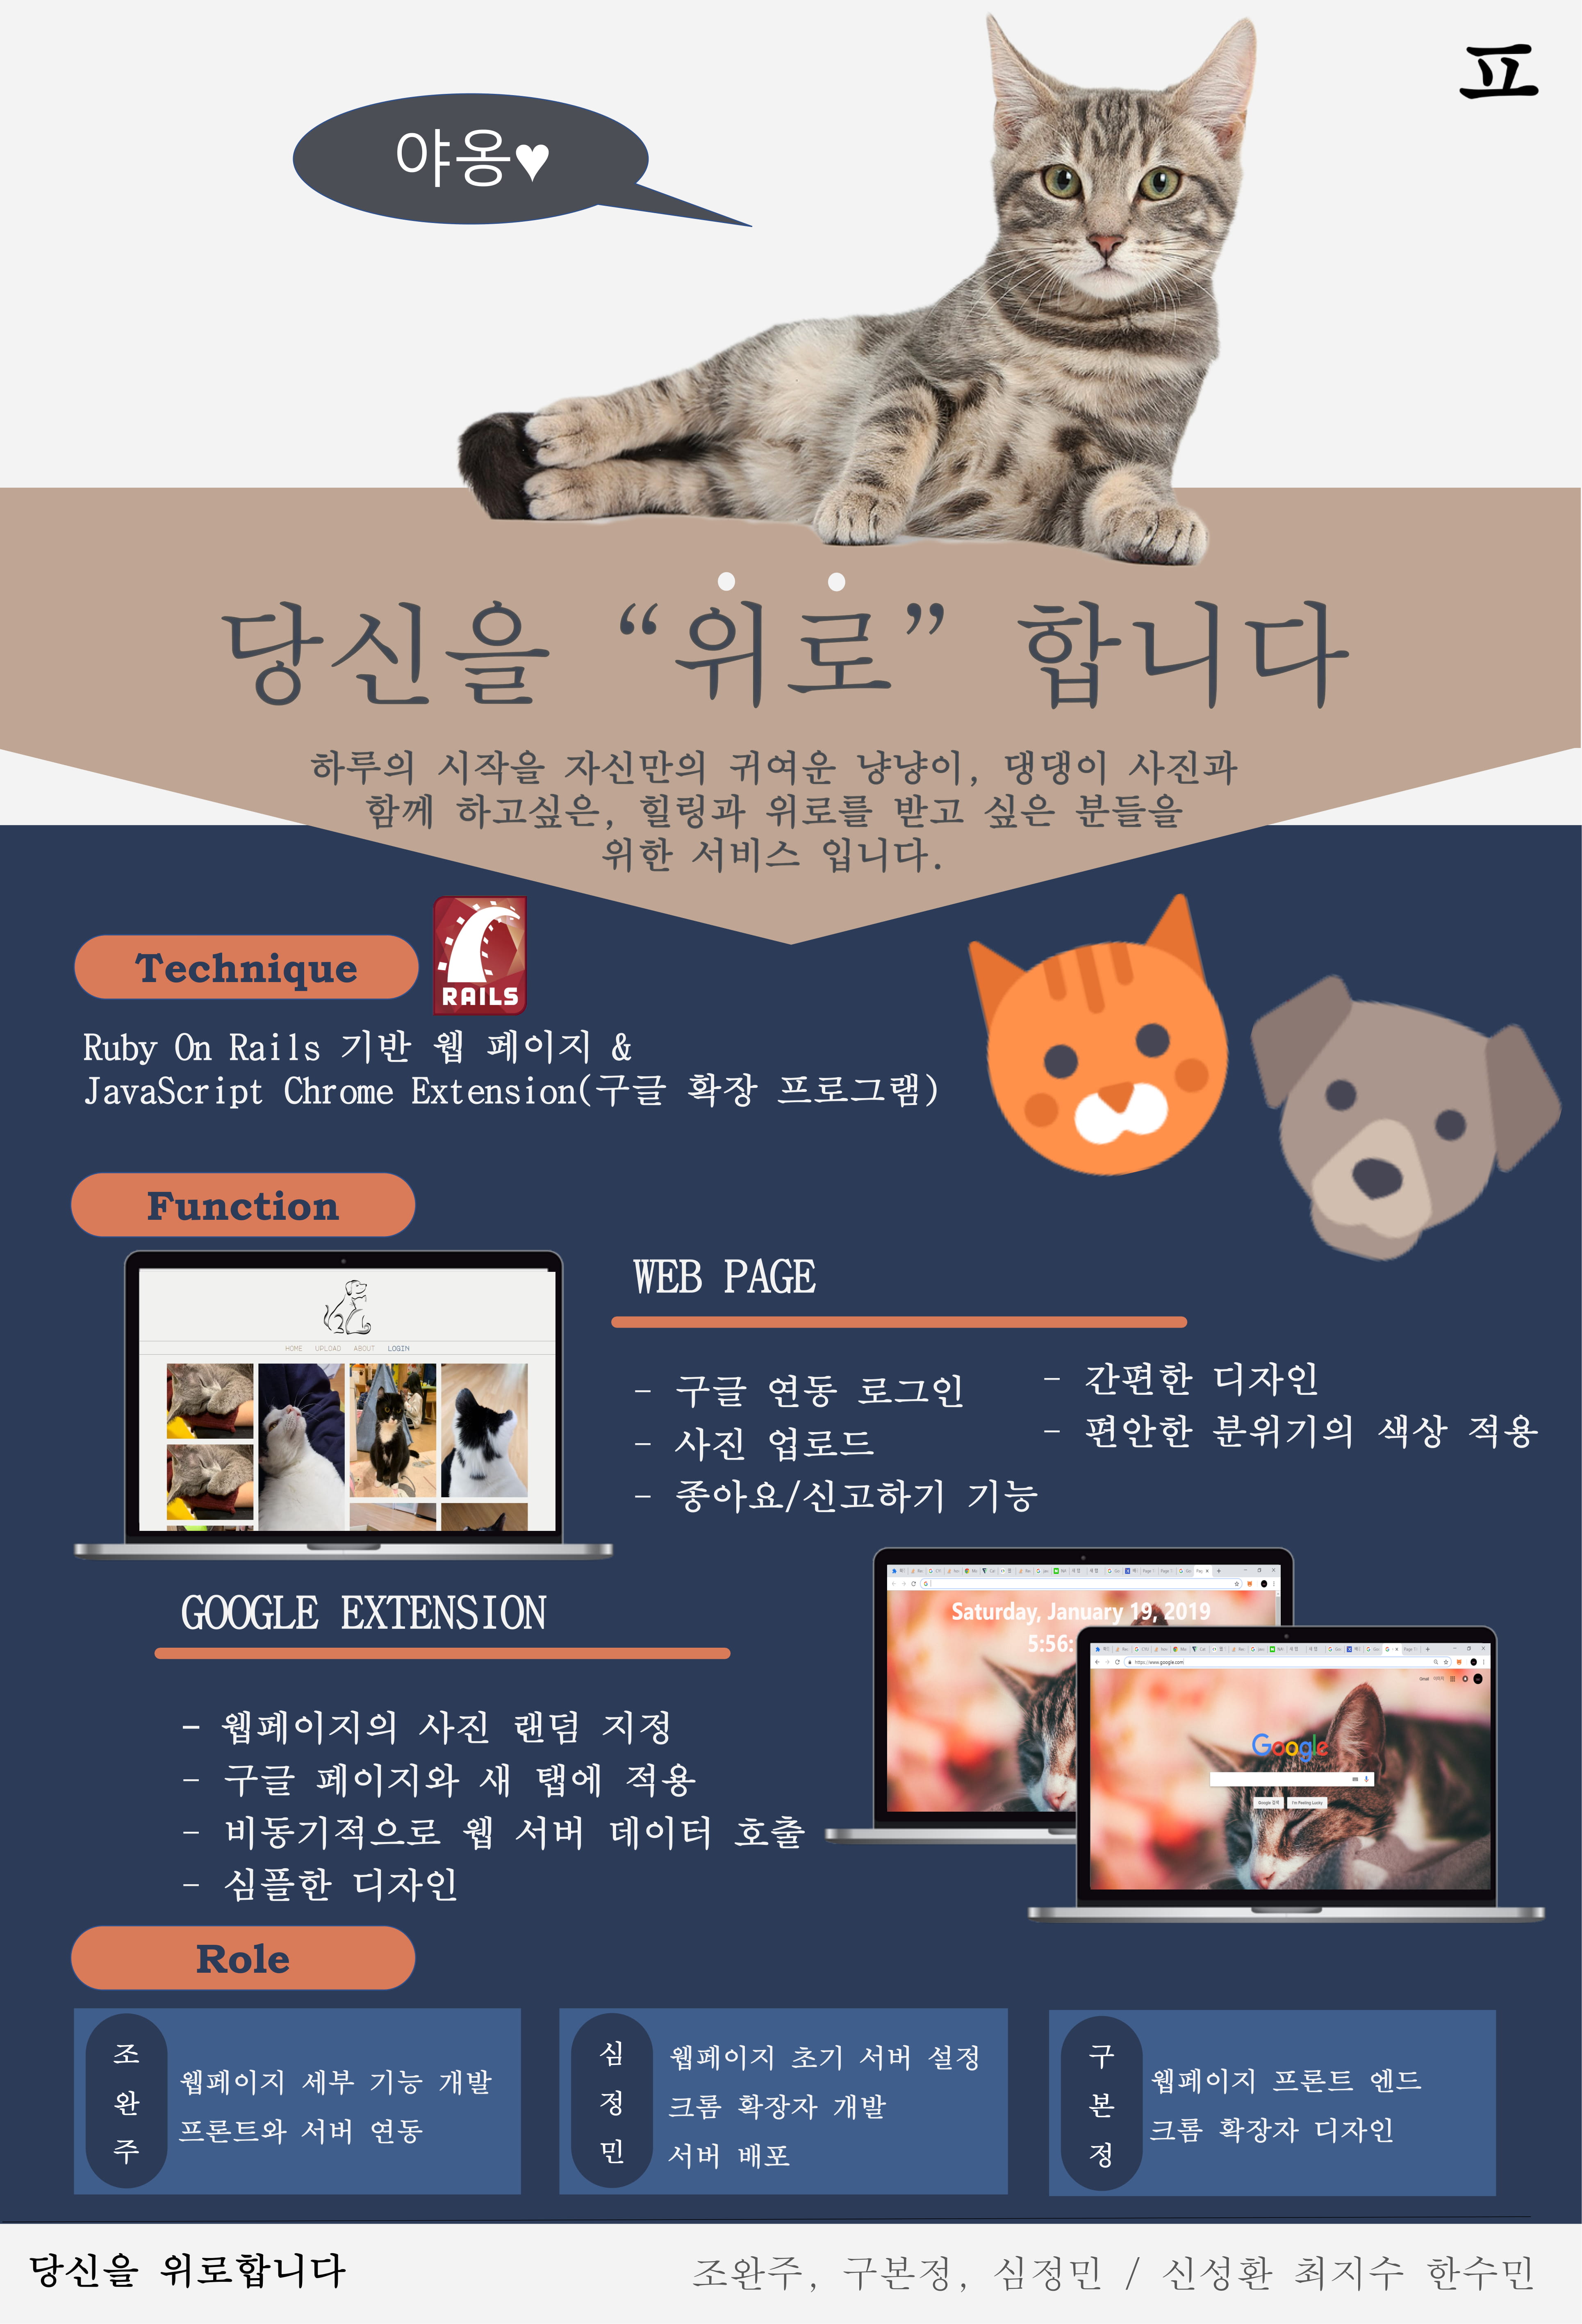 프
야옹♥
당신을 “위로” 합니다
하루의 시작을 자신만의 귀여운 냥냥이, 댕댕이 사진과
함께 하고싶은, 힐링과 위로를 받고 싶은 분들을
위한 서비스 입니다.
Technique
RAILS
Ruby On Rails 기반 웹 페이지 &
JavaScript Chrome Extension(구글 확장 프로그램)
Function
HOME UPLOAD ABOUT LOGIN
WEB PAGE
- 구글 연동 로그인
- 사진 업로드
- 좋아요/신고하기 기능
- 간편한 디자인
- 편안한 분위기의 색상 적용
GOOGLE EXTENSION
- 웹페이지의 사진 랜덤 지정
- 구글 페이지와 새 탭에 적용
- 비동기적으로 웹 서버 데이터 호출
- 심플한 디자인
Saturday, January 19, 2019
5:56:
https://www.google.com
Gmail
Google
Google 검색 I'm Feeling Lucky
Role
조완주
웹페이지 세부 기능 개발
프론트와 서버 연동
심정민
웹페이지 초기 서버 설정
크롬 확장자 개발
서버 배포
구본정
웹페이지 프론트 엔드
크롬 확장자 디자인
당신을 위로합니다
조완주, 구본정, 심정민 / 신성환 최지수 한수민